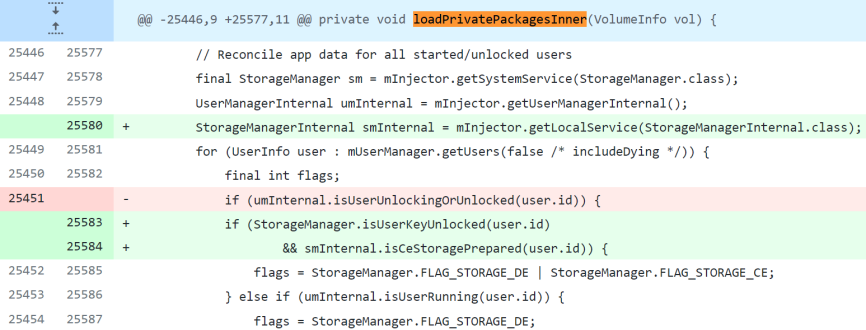 @@ -25446,9 +25577,11 @@ private void loadPrivatePackagesInner(VolumeInfo vol) {
25446 25577 // Reconcile app data for all started/unlocked users
25447 25578 final StorageManager sm = mInjector.getSystemService(StorageManager.class);
25448 25579 UserManagerInternal umInternal = mInjector.getUserManagerInternal();
25580 + StorageManagerInternal smInternal = mInjector.getLocalService(StorageManagerInternal.class);
25449 25581 for (UserInfo user : mUserManager.getUsers(false /* includeDying */)) {
25450 25582 final int flags;
25451 - if (umInternal.isUserUnlockingOrUnlocked(user.id)) {
25583 + if (StorageManager.isUserKeyUnlocked(user.id)
25584 + && smInternal.isCeStoragePrepared(user.id)) {
25452 25585 flags = StorageManager.FLAG_STORAGE_DE | StorageManager.FLAG_STORAGE_CE;
25453 25586 } else if (umInternal.isUserRunning(user.id)) {
25454 25587 flags = StorageManager.FLAG_STORAGE_DE;